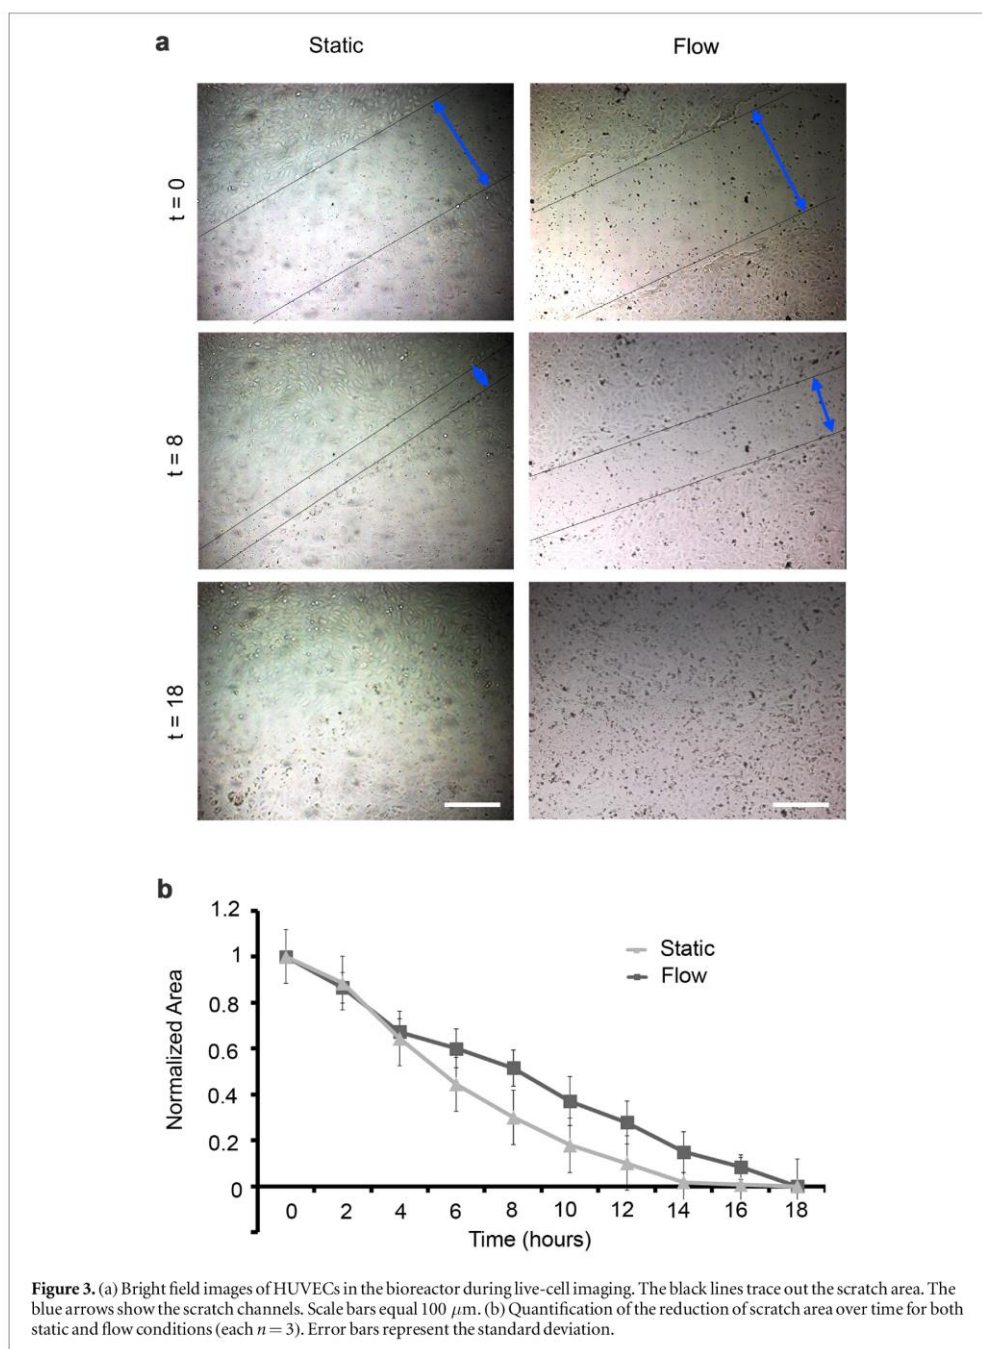 a
Static
Flow
t = 0
t = 8
t = 18
b
1.2
1
0.8
0.6
0.4
0.2
0
Normalized Area
Static
Flow
0 2 4 6 8 10 12 14 16 18
Time (hours)
Figure 3. (a) Bright field images of HUVECs in the bioreactor during live-cell imaging. The black lines trace out the scratch area. The
blue arrows show the scratch channels. Scale bars equal 100 μm. (b) Quantification of the reduction of scratch area over time for both
static and flow conditions (each n = 3). Error bars represent the standard deviation.